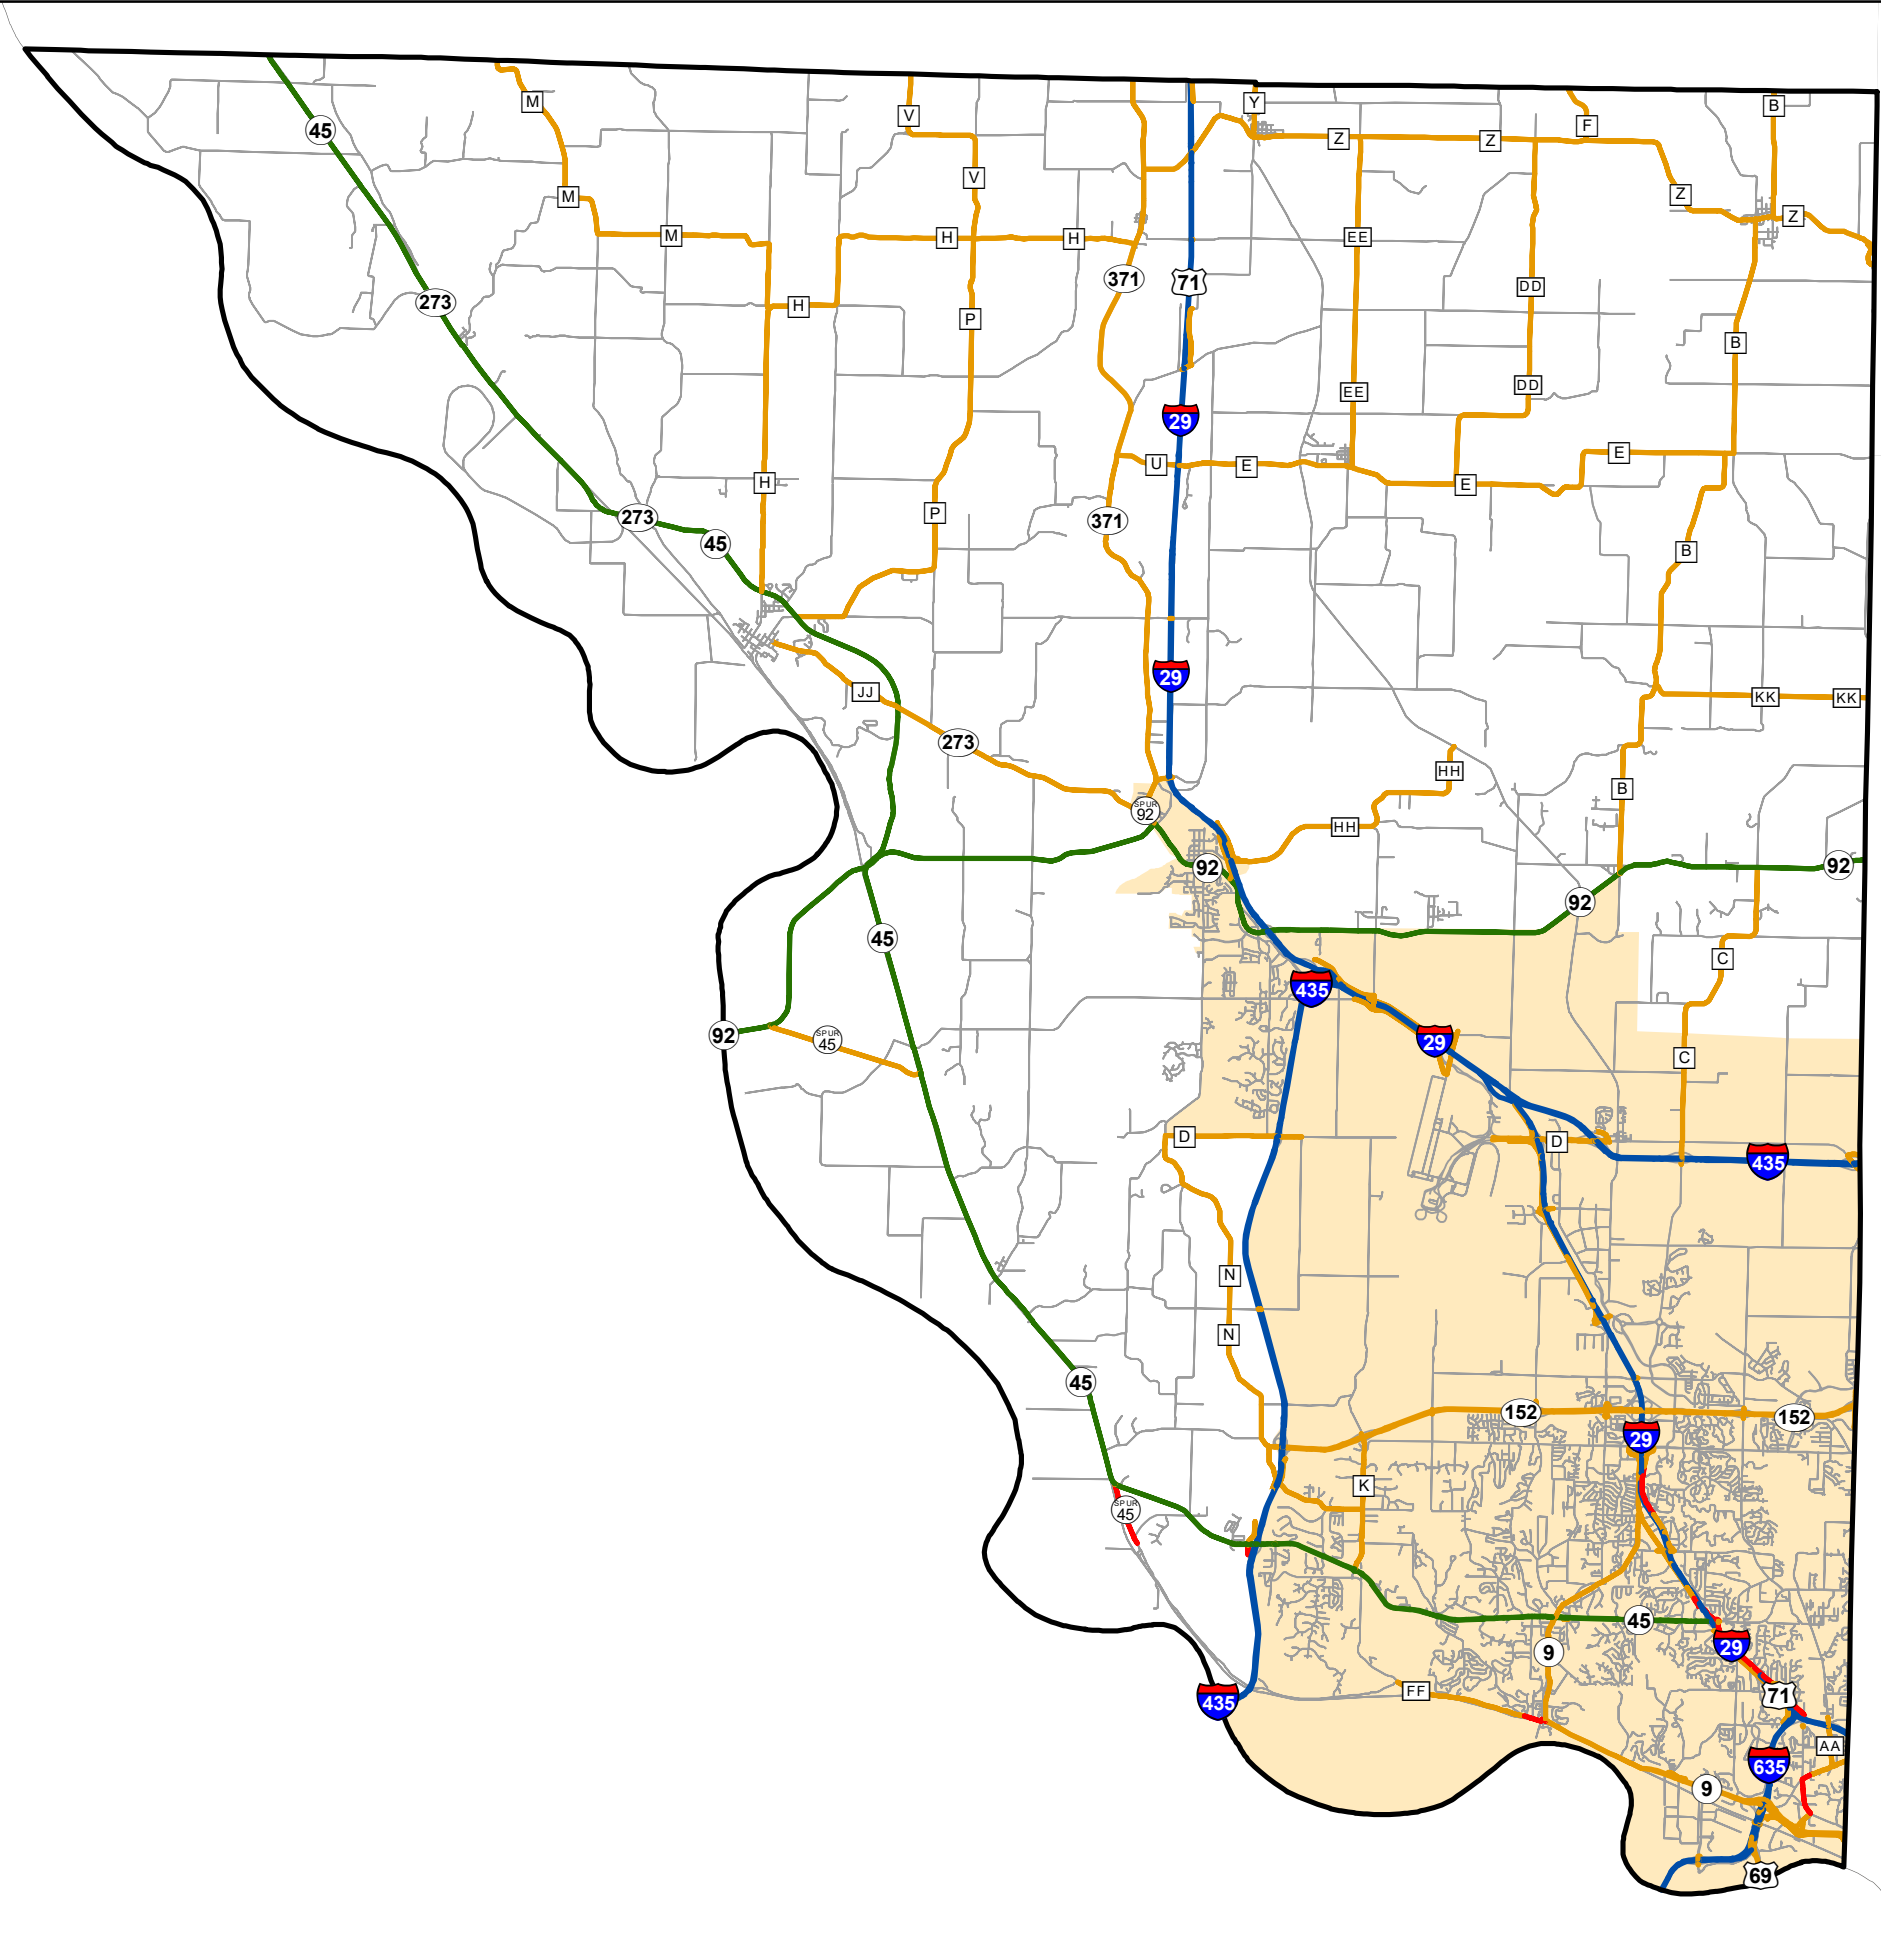 Y
B
M
45
V
F
Z
Z
V
M
Z
Z
M
H
H
EE
371
71
DD
273
H
P
B
DD
EE
29
E
U
E
H
E
P
273
371
45
B
29
JJ
KK
KK
273
HH
B
SPUR
92
HH
92
92
92
45
C
435
92
SPUR
45
29
C
D
D
435
N
N
45
152
152
29
K
SPUR
45
45
29
9
FF
71
435
AA
635
9
69